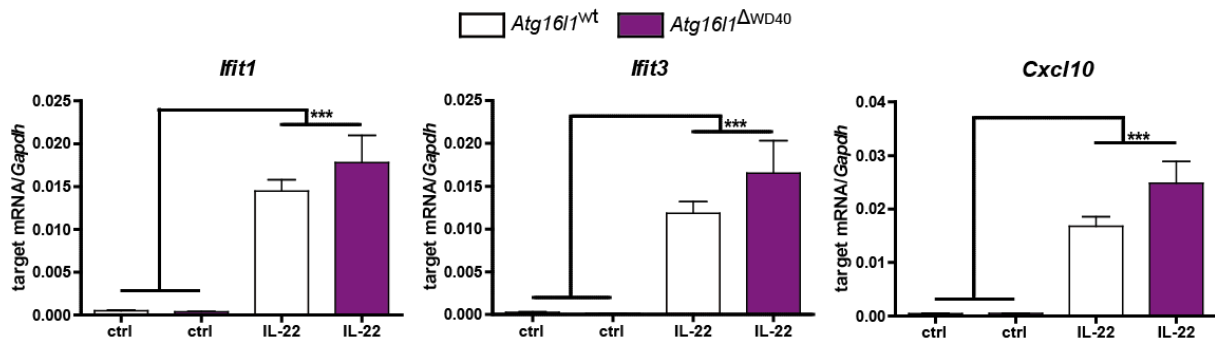 Atg16l1wt Atg16l1ΔWD40
Ifit1
target mRNA/Gapdh
0.025
0.020
0.015
0.010
0.005
0.000
***
ctrl ctrl IL-22 IL-22
Ifit3
target mRNA/Gapdh
0.025
0.020
0.015
0.010
0.005
0.000
***
ctrl ctrl IL-22 IL-22
Cxcl10
target mRNA/Gapdh
0.04
0.03
0.02
0.01
0.00
***
ctrl ctrl IL-22 IL-22